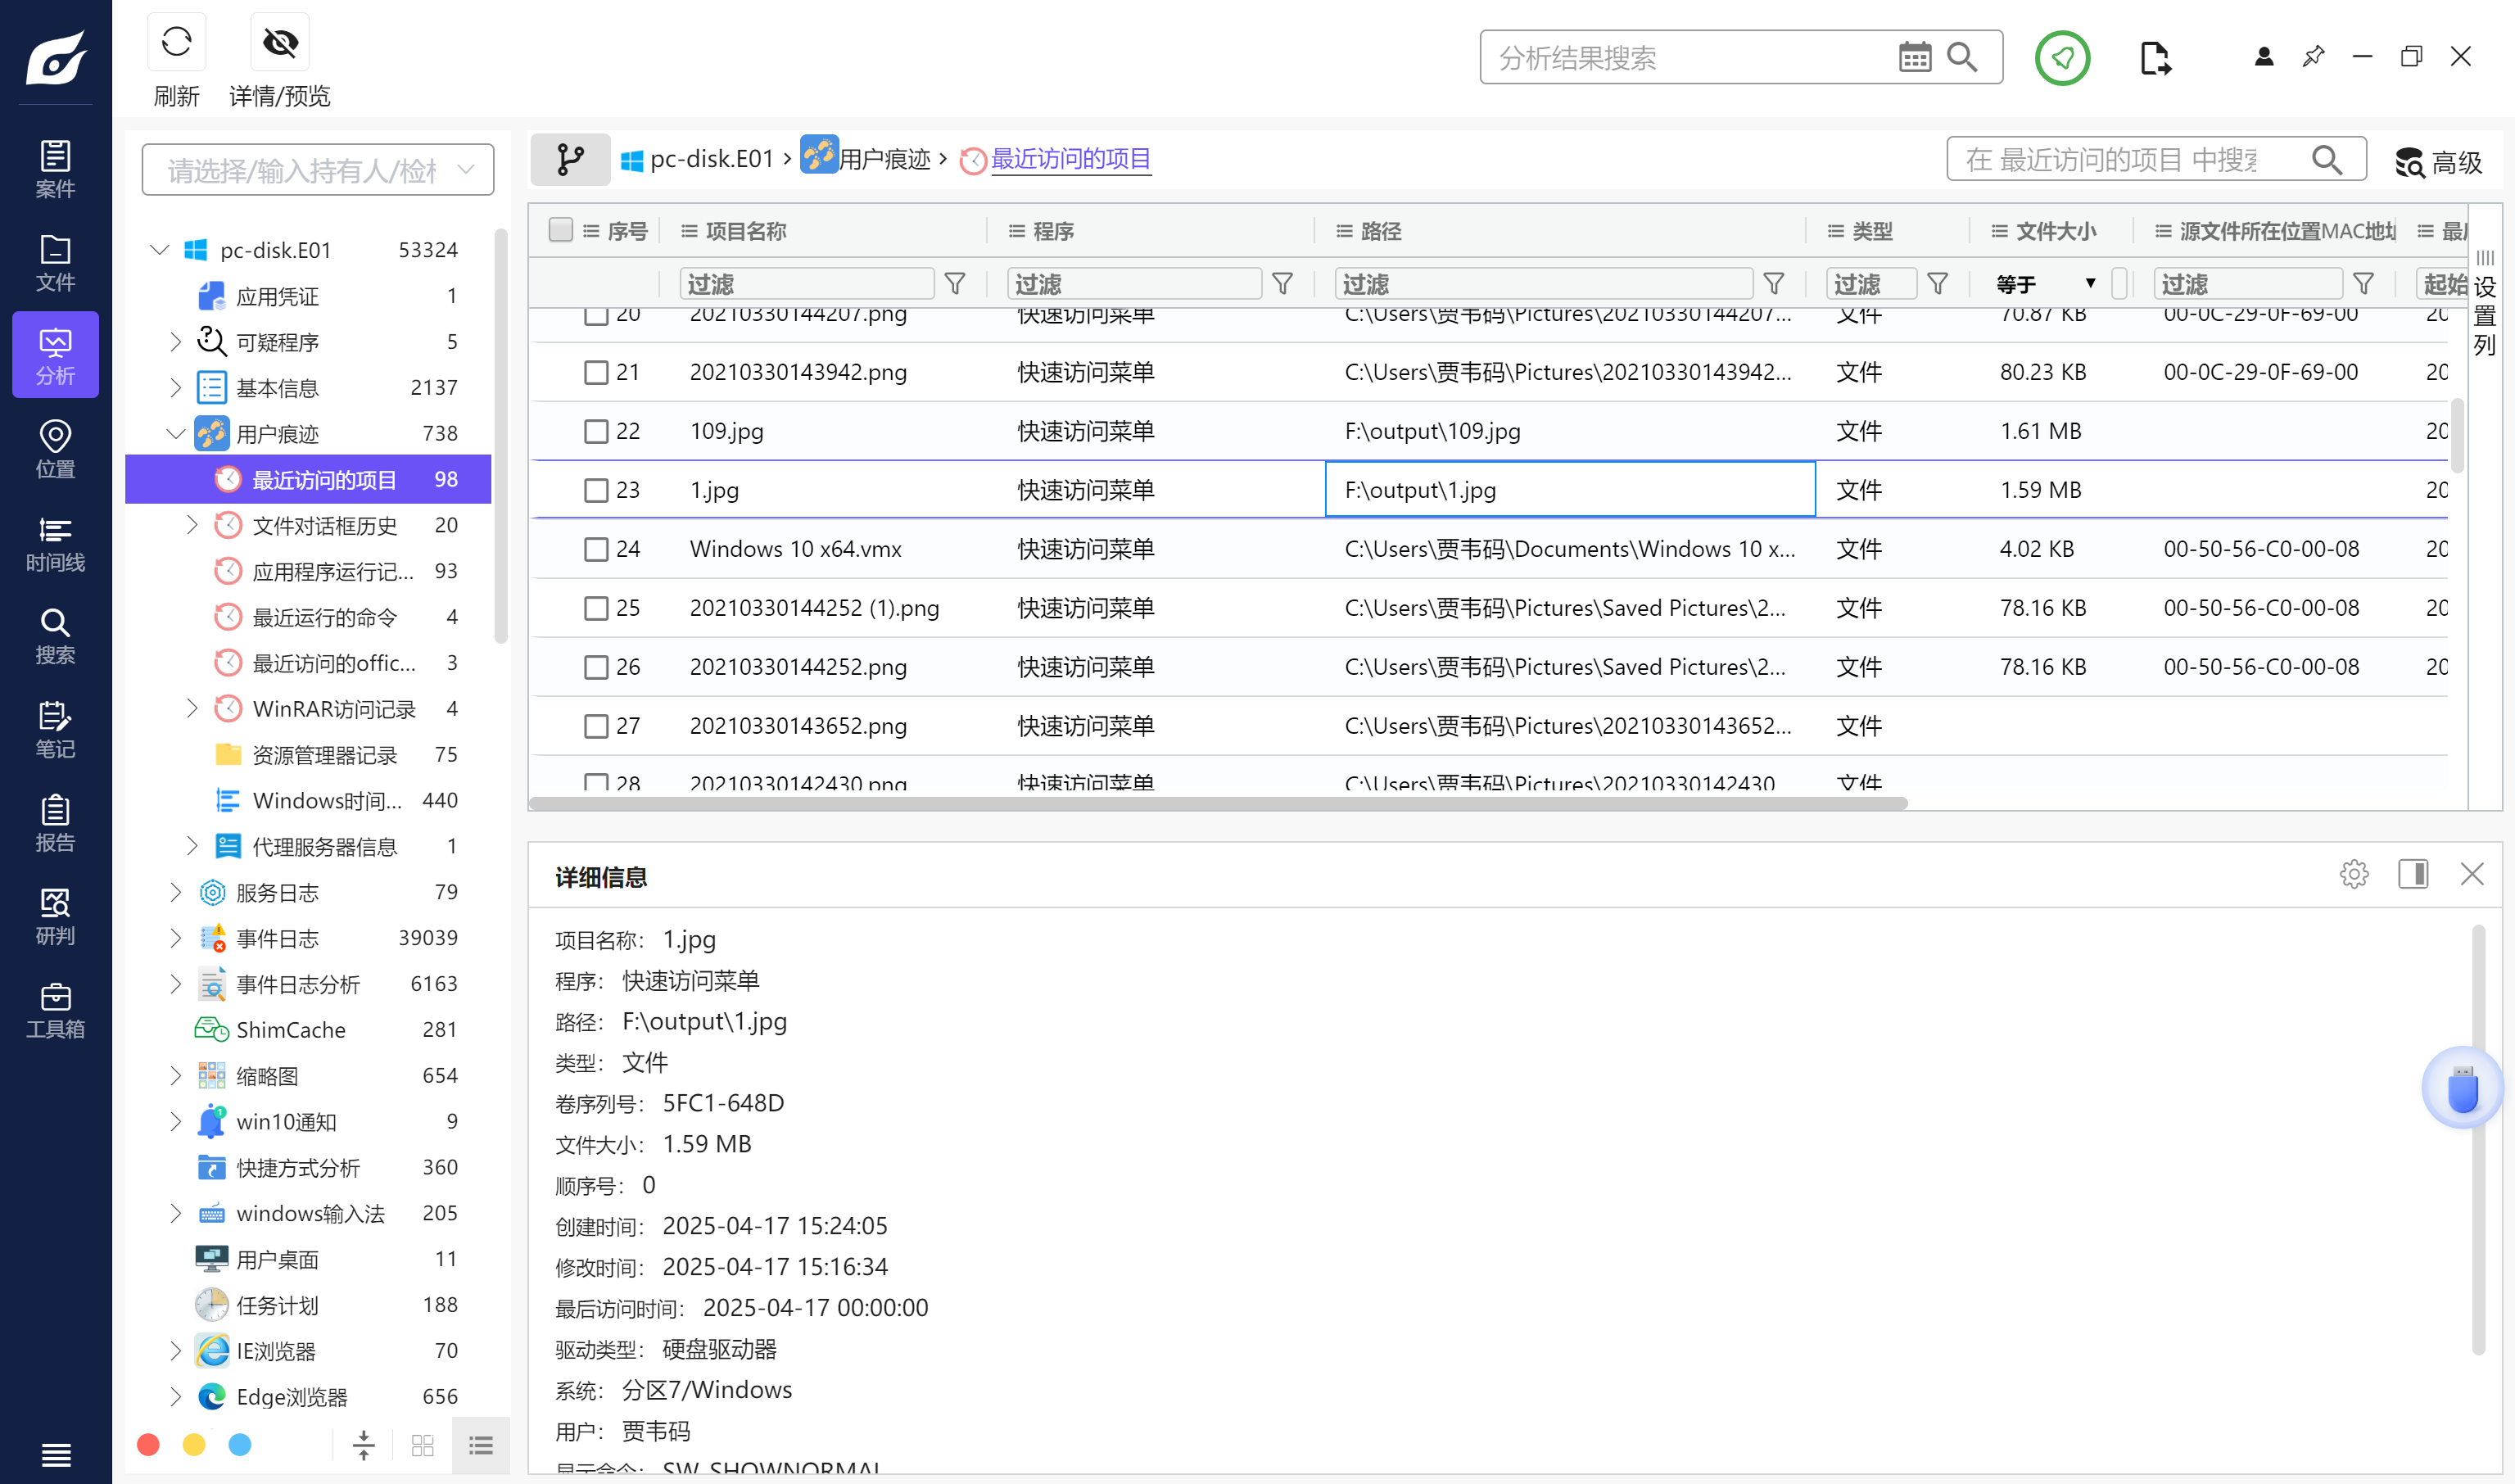 刷新
详情/预览
分析结果搜索
案件
文件
分析
位置
时间线
搜索
笔记
报告
研判
工具箱
请选择/输入持有人/检材
pc-disk.E01 53324
应用凭证 1
可疑程序 5
基本信息 2137
用户痕迹 738
最近访问的项目 98
文件对话框历史 20
应用程序运行记... 93
最近运行的命令 4
最近访问的offic... 3
WinRAR访问记录 4
资源管理器记录 75
Windows时间... 440
代理服务器信息 1
服务日志 79
事件日志 39039
事件日志分析 6163
ShimCache 281
缩略图 654
win10通知 9
快捷方式分析 360
windows输入法 205
用户桌面 11
任务计划 188
IE浏览器 70
Edge浏览器 656
pc-disk.E01 › 用户痕迹 › 最近访问的项目
在 最近访问的项目 中搜索
高级
序号 项目名称 程序 路径 类型 文件大小 源文件所在位置MAC地址 最后
过滤 过滤 过滤 过滤 等于 过滤 起始
设置列
20 20210330144207.png 快速访问菜单 C:\Users\贾韦码\Pictures\20210330144207... 文件 70.87 KB 00-0C-29-0F-69-00 20
21 20210330143942.png 快速访问菜单 C:\Users\贾韦码\Pictures\20210330143942... 文件 80.23 KB 00-0C-29-0F-69-00 20
22 109.jpg 快速访问菜单 F:\output\109.jpg 文件 1.61 MB 20
23 1.jpg 快速访问菜单 F:\output\1.jpg 文件 1.59 MB 20
24 Windows 10 x64.vmx 快速访问菜单 C:\Users\贾韦码\Documents\Windows 10 x... 文件 4.02 KB 00-50-56-C0-00-08 20
25 20210330144252 (1).png 快速访问菜单 C:\Users\贾韦码\Pictures\Saved Pictures\2... 文件 78.16 KB 00-50-56-C0-00-08 20
26 20210330144252.png 快速访问菜单 C:\Users\贾韦码\Pictures\Saved Pictures\2... 文件 78.16 KB 00-50-56-C0-00-08 20
27 20210330143652.png 快速访问菜单 C:\Users\贾韦码\Pictures\20210330143652... 文件
28 20210330142430.png 快速访问菜单 C:\Users\贾韦码\Pictures\20210330142430 文件
详细信息
项目名称： 1.jpg
程序： 快速访问菜单
路径： F:\output\1.jpg
类型： 文件
卷序列号： 5FC1-648D
文件大小： 1.59 MB
顺序号： 0
创建时间： 2025-04-17 15:24:05
修改时间： 2025-04-17 15:16:34
最后访问时间： 2025-04-17 00:00:00
驱动类型： 硬盘驱动器
系统： 分区7/Windows
用户： 贾韦码
显示命令： SW_SHOWNORMAL